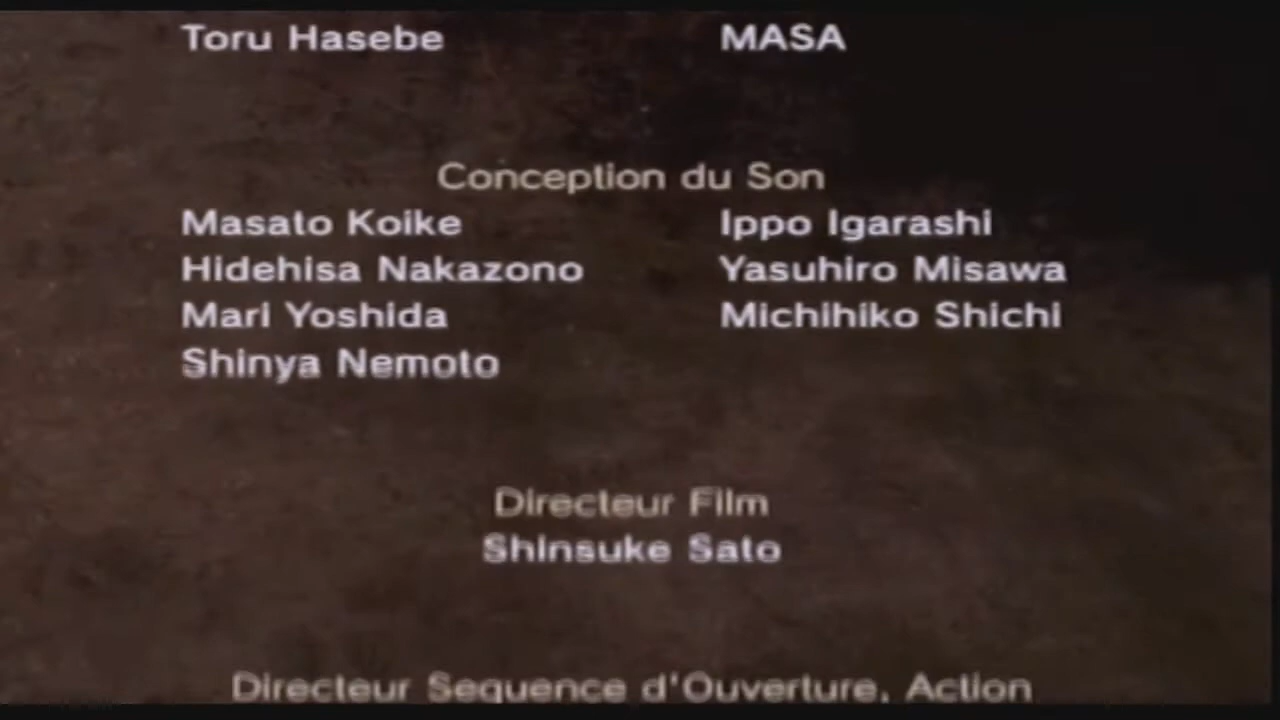 Toru Hasebe MASA
Conception du Son
Masato Koike Ippo Igarashi
Hidehisa Nakazono Yasuhiro Misawa
Mari Yoshida Michihiko Shichi
Shinya Nemoto
Directeur Film
Shinsuke Sato
Directeur Sequence d'Ouverture, Action